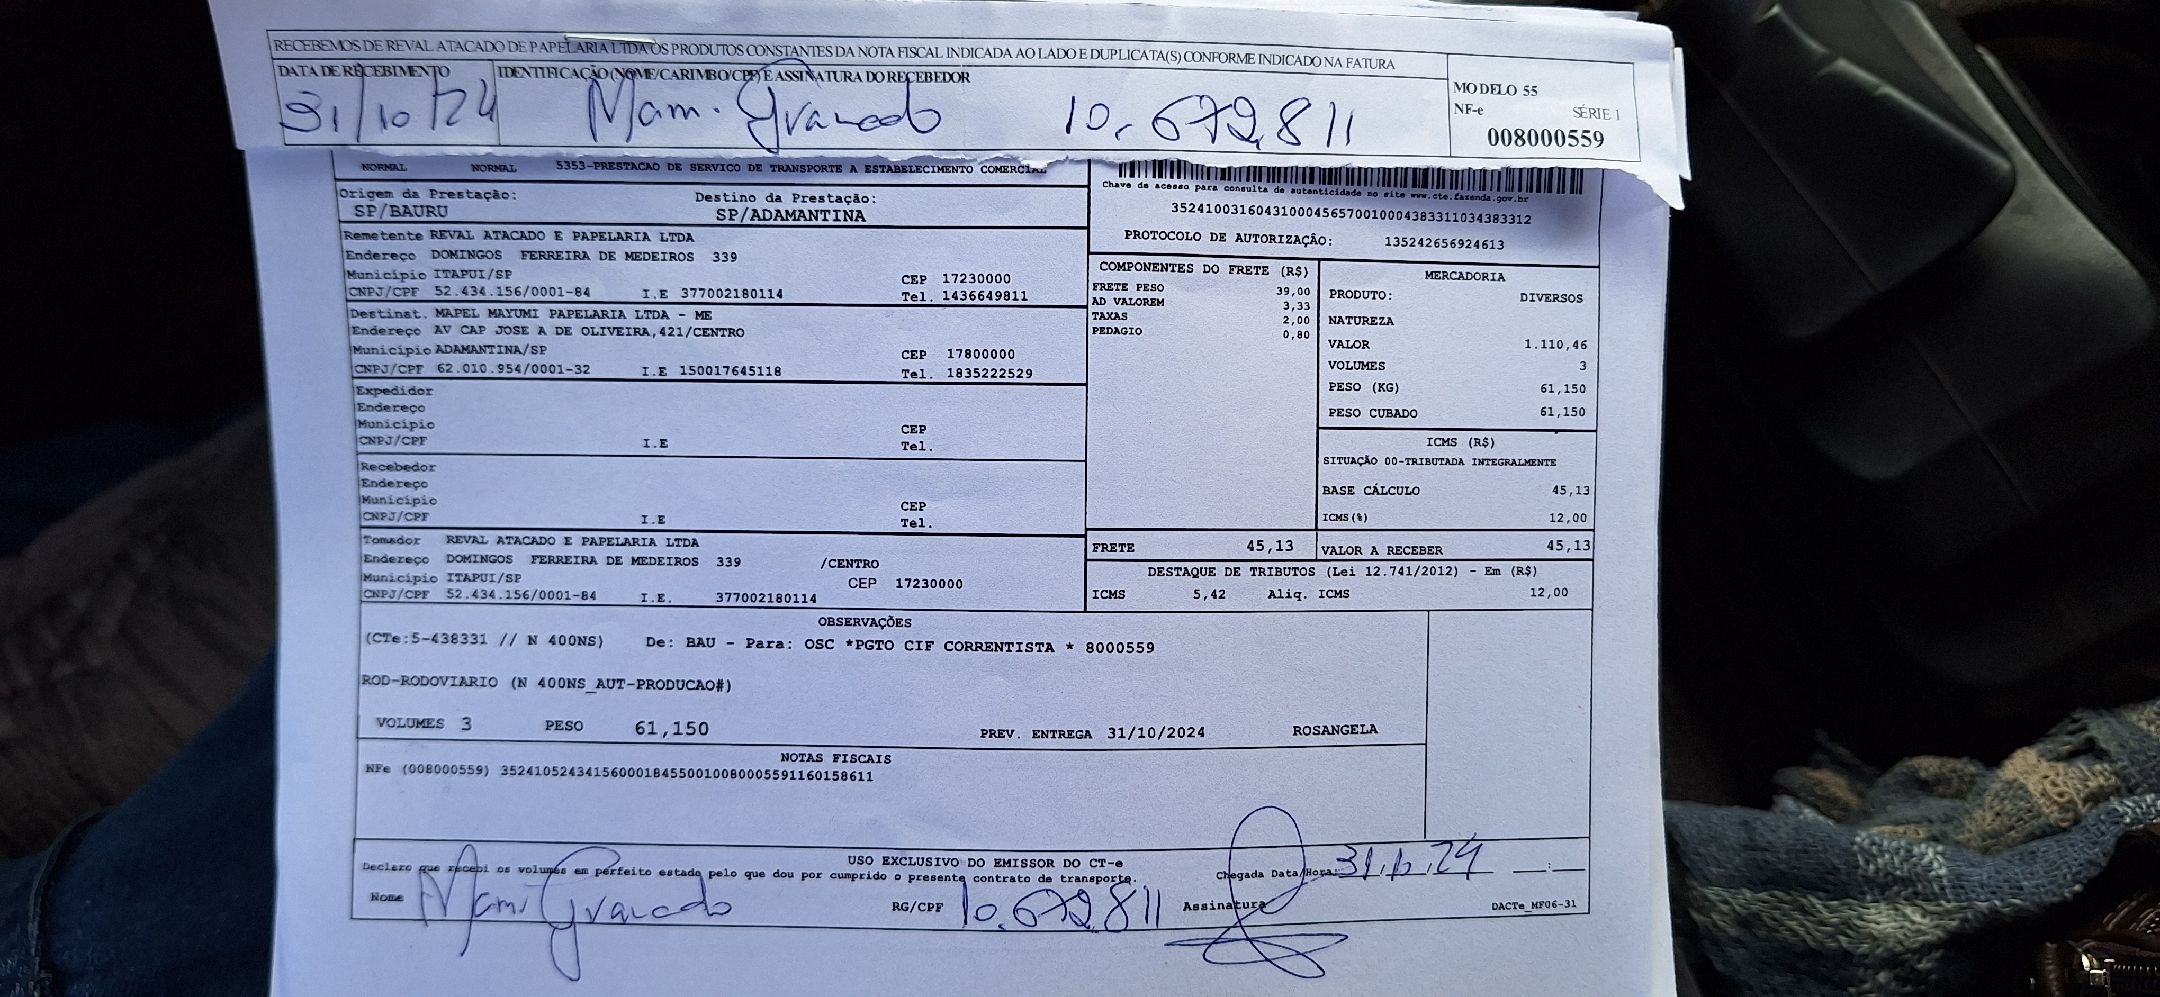 RECEBEMOS DE REVAL ATACADO DE PAPELARIA LTDA OS PRODUTOS CONSTANTES DA NOTA FISCAL INDICADA AO LADO E DUPLICATA(S) CONFORME INDICADO NA FATURA
DATA DE RECEBIMENTO IDENTIFICAÇÃO (NOME/CARIMBO/CPF) E ASSINATURA DO RECEBEDOR
31/10/24 Granado 10.672.811
MODELO 55
NF-e SÉRIE 1
008000559
NORMAL NORMAL 5353-PRESTACAO DE SERVICO DE TRANSPORTE A ESTABELECIMENTO COMERCIAL
Origem da Prestação: Destino da Prestação:
SP/BAURU SP/ADAMANTINA
Remetente REVAL ATACADO E PAPELARIA LTDA
Endereço DOMINGOS FERREIRA DE MEDEIROS 339
Município ITAPUI/SP CEP 17230000
CNPJ/CPF 52.434.156/0001-84 I.E 377002180114 Tel. 1436649811
Destinat. MAPEL MAYUMI PAPELARIA LTDA - ME
Endereço AV CAP JOSE A DE OLIVEIRA,421/CENTRO
Município ADAMANTINA/SP CEP 17800000
CNPJ/CPF 62.010.954/0001-32 I.E 150017645118 Tel. 1835222529
Expedidor
Endereço
Município CEP
CNPJ/CPF I.E Tel.
Recebedor
Endereço
Município CEP
CNPJ/CPF I.E Tel.
Tomador REVAL ATACADO E PAPELARIA LTDA
Endereço DOMINGOS FERREIRA DE MEDEIROS 339 /CENTRO
Município ITAPUI/SP CEP 17230000
CNPJ/CPF 52.434.156/0001-84 I.E. 377002180114
Chave de acesso para consulta de autenticidade no site www.cte.fazenda.gov.br
35241003160431000456570010004383311034383312
PROTOCOLO DE AUTORIZAÇÃO: 135242656924613
COMPONENTES DO FRETE (R$)
FRETE PESO 39,00
AD VALOREM 3,33
TAXAS 2,00
PEDAGIO 0,80
MERCADORIA
PRODUTO: DIVERSOS
NATUREZA
VALOR 1.110,46
VOLUMES 3
PESO (KG) 61,150
PESO CUBADO 61,150
ICMS (R$)
SITUAÇÃO 00-TRIBUTADA INTEGRALMENTE
BASE CÁLCULO 45,13
ICMS(%) 12,00
FRETE 45,13 VALOR A RECEBER 45,13
DESTAQUE DE TRIBUTOS (Lei 12.741/2012) - Em (R$)
ICMS 5,42 Aliq. ICMS 12,00
OBSERVAÇÕES
(CTe:5-438331 // N 400NS) De: BAU - Para: OSC *PGTO CIF CORRENTISTA * 8000559
ROD-RODOVIARIO (N 400NS_AUT-PRODUCAO#)
VOLUMES 3 PESO 61,150 PREV. ENTREGA 31/10/2024 ROSANGELA
NOTAS FISCAIS
NFe (008000559) 35241052434156000184550010080005591160158611
USO EXCLUSIVO DO EMISSOR DO CT-e
Declaro que recebi os volumes em perfeito estado pelo que dou por cumprido o presente contrato de transporte. Chegada Data/Hora: __:__
Nome Granado RG/CPF 10.672.811 Assinatura DACTe_MF06-31